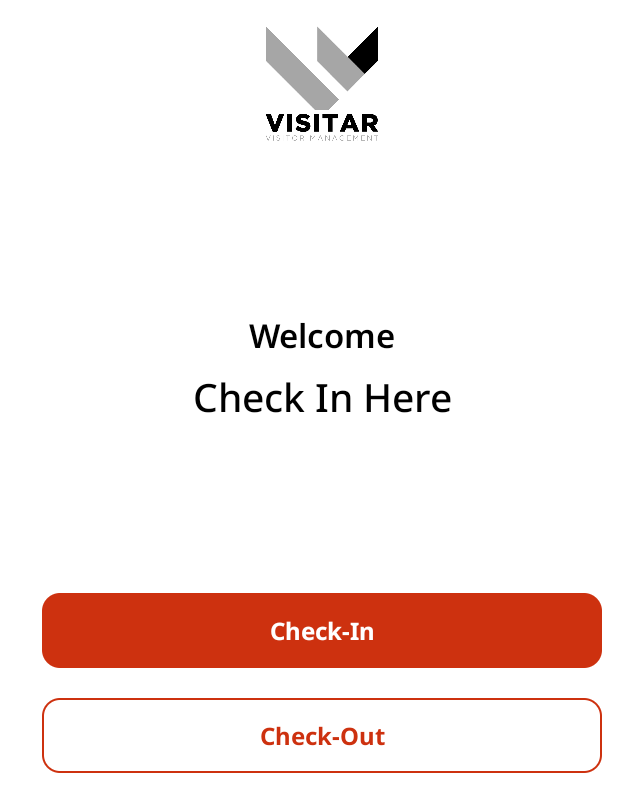 VISITAR
VISITOR MANAGEMENT
Welcome
Check In Here
Check-In
Check-Out